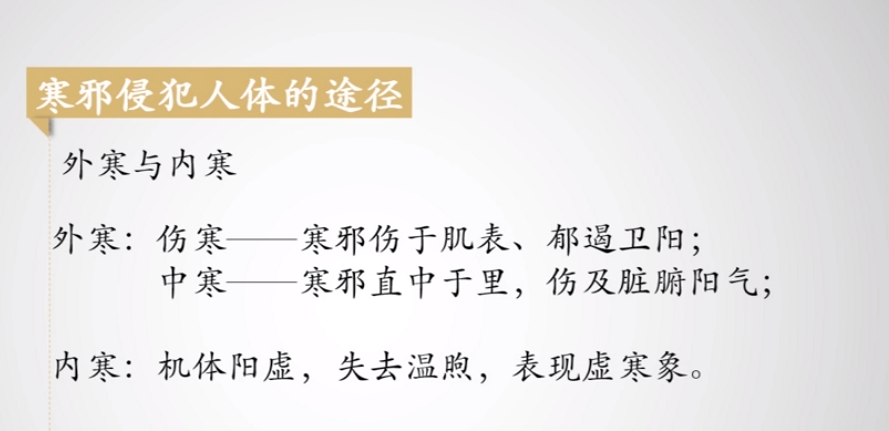 寒邪侵犯人体的途径
外寒与内寒
外寒：伤寒——寒邪伤于肌表、郁遏卫阳；
中寒——寒邪直中于里，伤及脏腑阳气；
内寒：机体阳虚，失去温煦，表现虚寒象。